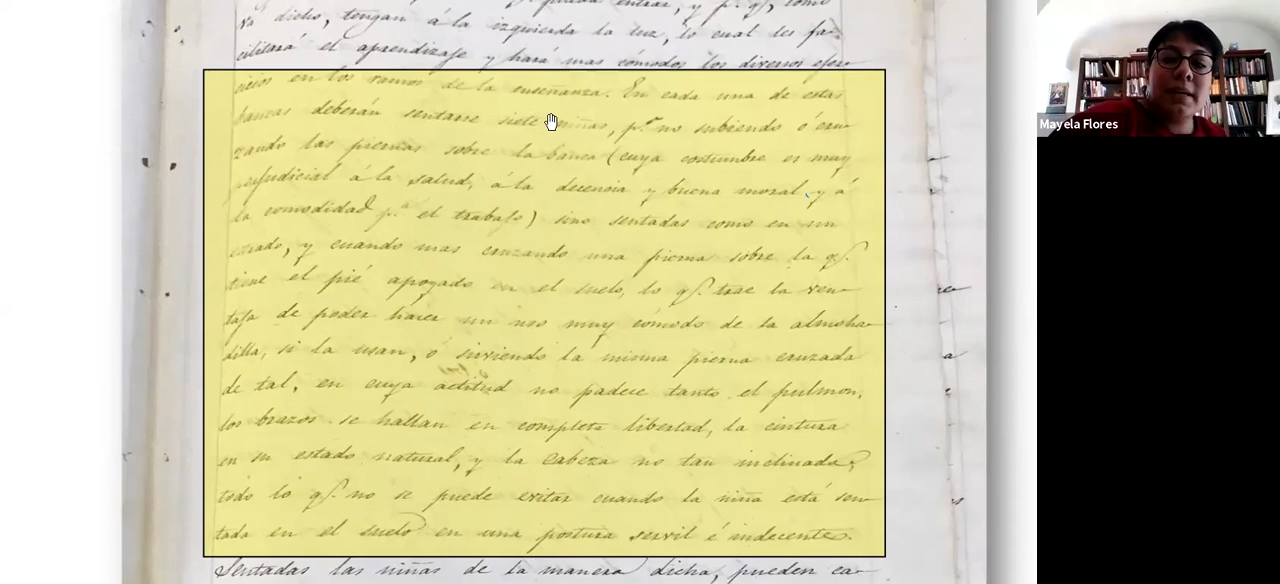 pueda entrar, y p.ª q.e, como
va dicho, tengan á la izquierda la luz, lo cual les fa-
cilitará el aprendizaje y hará mas cómodos los diversos ejer-
cicios en los ramos de la enseñanza. En cada una de estas
bancas deberán sentarse siete niñas, p.º no subiendo ó cru-
zando las piernas sobre la banca (cuya costumbre es muy
perjudicial á la salud, á la decencia y buena moral, y á
la comodidad p.ª el trabajo) sino sentadas como en un
estrado, y cuando mas cruzando una pierna sobre la q.e
tiene el pié apoyado en el suelo, lo q.e trae la ven-
taja de poder hacer un uso muy cómodo de la almoha-
dilla, si la usan, ó sirviendo la misma pierna cruzada
de tal, en cuya actitud no padece tanto el pulmon,
los brazos se hallan en completa libertad, la cintura
en su estado natural, y la cabeza no tan inclinada;
todo lo q.e no se puede evitar cuando la niña está sen-
tada en el suelo en una postura servil é indecente.
Sentadas las niñas de la manera dicha, pueden ca-
Mayela Flores